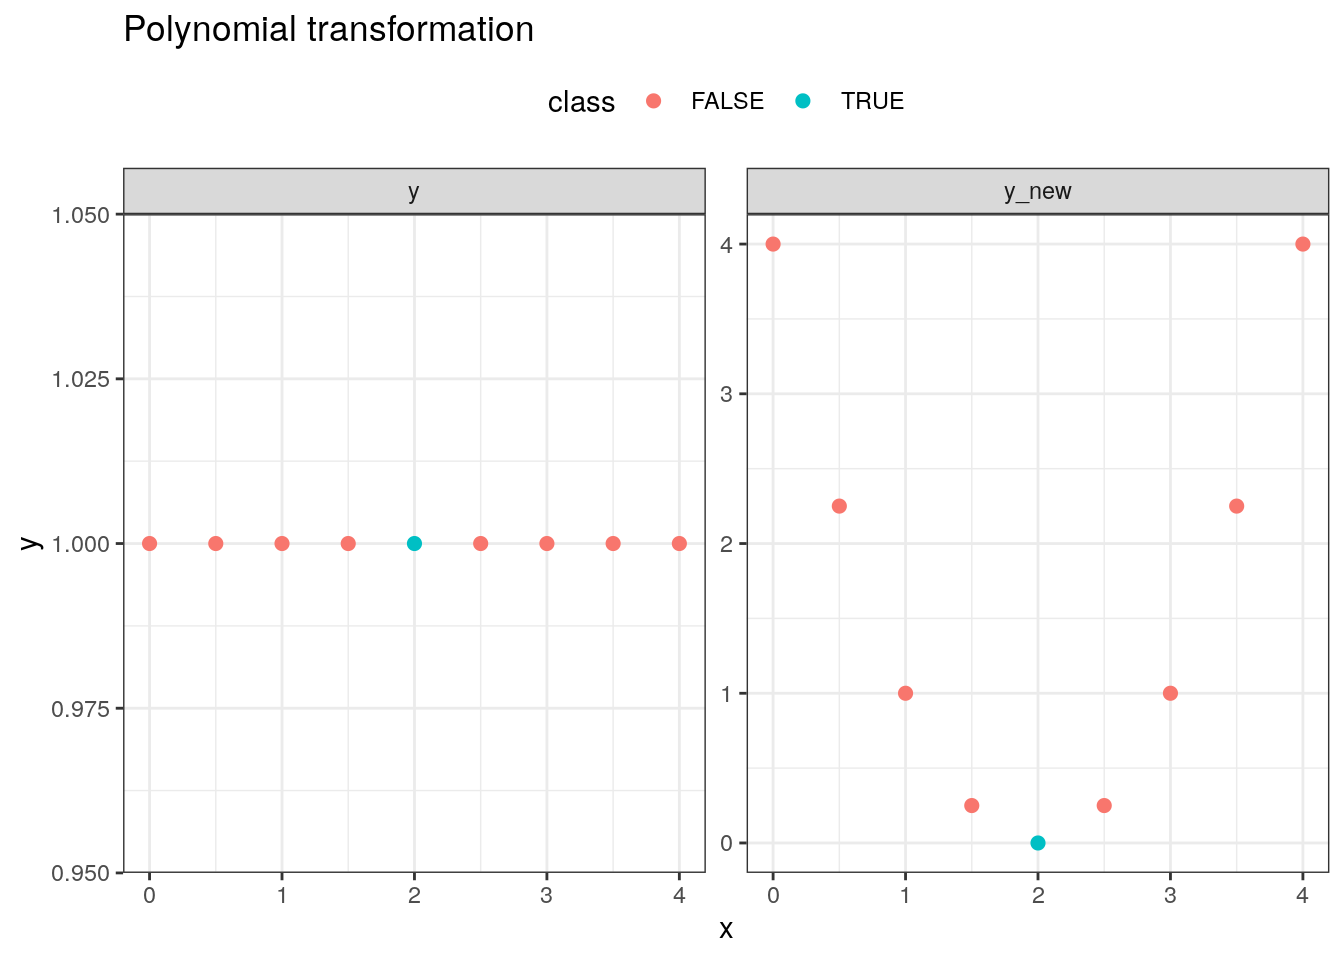 Polynomial transformation
class FALSE TRUE
y y_new
1.050
1.025
1.000
0.975
0.950
y
4
3
2
1
0
0 1 2 3 4 0 1 2 3 4
x